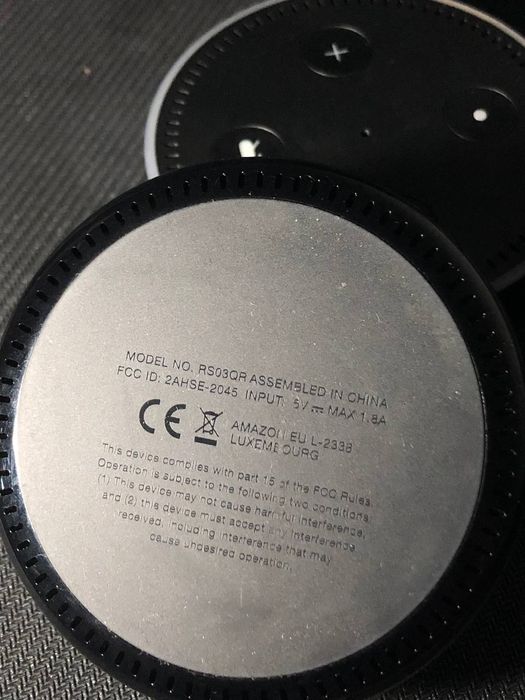 MODEL NO. RS03QR ASSEMBLED IN CHINA
FCC ID: 2AHSE-2045 INPUT: 5V MAX 1.8A
CE AMAZON EU L-2338
LUXEMBOURG
This device complies with part 15 of the FCC Rules.
Operation is subject to the following two conditions:
(1) This device may not cause harmful interference,
and (2) this device must accept any interference
received, including interference that may
cause undesired operation.